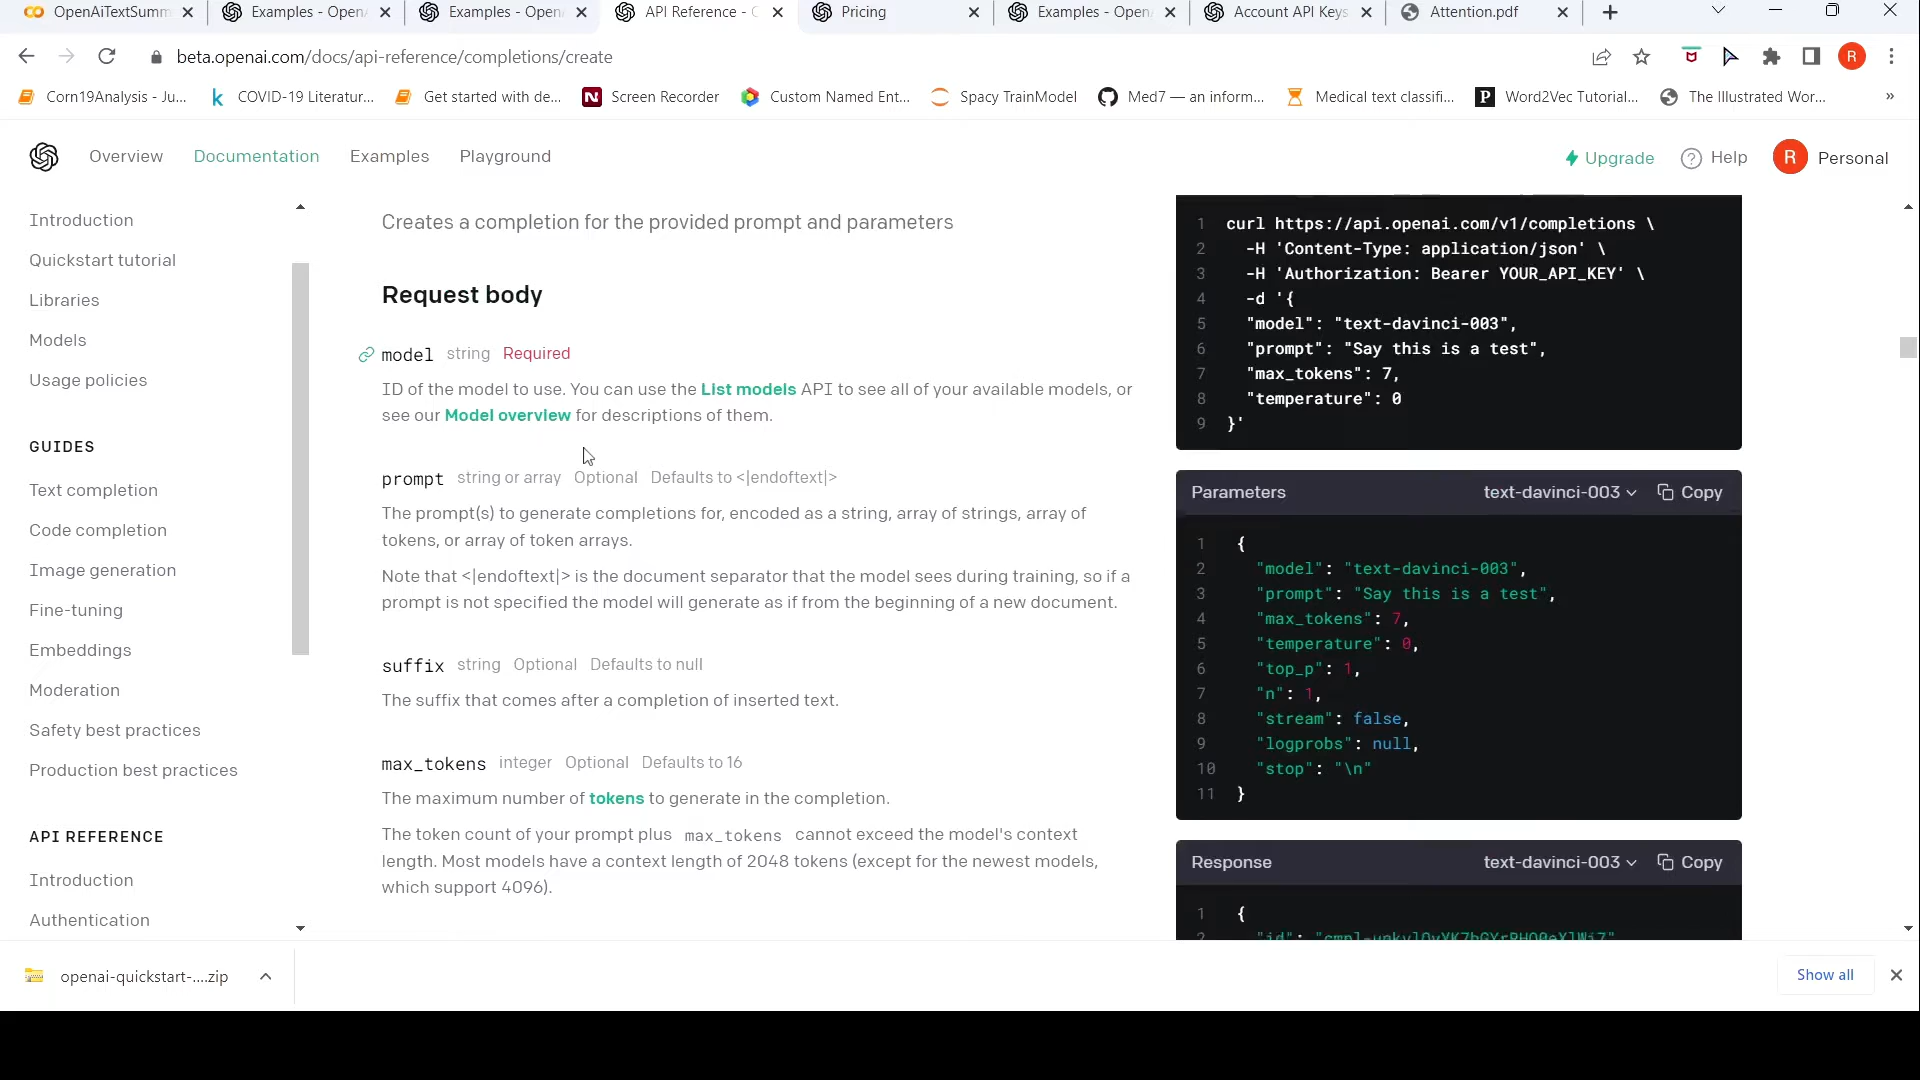 OpenAiTextSumm
Examples - Open
Examples - Open
API Reference - O
Pricing
Examples - Open
Account API Keys
Attention.pdf
beta.openai.com/docs/api-reference/completions/create
R
Corn19Analysis - Ju...
COVID-19 Literatur...
Get started with de...
Screen Recorder
Custom Named Ent...
Spacy TrainModel
Med7 — an inform...
Medical text classifi...
Word2Vec Tutorial...
The Illustrated Wor...
»
Overview
Documentation
Examples
Playground
Upgrade
Help
R
Personal
Introduction
Quickstart tutorial
Libraries
Models
Usage policies
GUIDES
Text completion
Code completion
Image generation
Fine-tuning
Embeddings
Moderation
Safety best practices
Production best practices
API REFERENCE
Introduction
Authentication
Creates a completion for the provided prompt and parameters
Request body
model string Required
ID of the model to use. You can use the List models API to see all of your available models, or
see our Model overview for descriptions of them.
prompt string or array Optional Defaults to <|endoftext|>
The prompt(s) to generate completions for, encoded as a string, array of strings, array of
tokens, or array of token arrays.
Note that <|endoftext|> is the document separator that the model sees during training, so if a
prompt is not specified the model will generate as if from the beginning of a new document.
suffix string Optional Defaults to null
The suffix that comes after a completion of inserted text.
max_tokens integer Optional Defaults to 16
The maximum number of tokens to generate in the completion.
The token count of your prompt plus max_tokens cannot exceed the model's context
length. Most models have a context length of 2048 tokens (except for the newest models,
which support 4096).
1 curl https://api.openai.com/v1/completions \
2 -H 'Content-Type: application/json' \
3 -H 'Authorization: Bearer YOUR_API_KEY' \
4 -d '{
5 "model": "text-davinci-003",
6 "prompt": "Say this is a test",
7 "max_tokens": 7,
8 "temperature": 0
9 }'
Parameters text-davinci-003 Copy
1 {
2 "model": "text-davinci-003",
3 "prompt": "Say this is a test",
4 "max_tokens": 7,
5 "temperature": 0,
6 "top_p": 1,
7 "n": 1,
8 "stream": false,
9 "logprobs": null,
10 "stop": "\n"
11 }
Response text-davinci-003 Copy
1 {
2 "id":
openai-quickstart-....zip
Show all